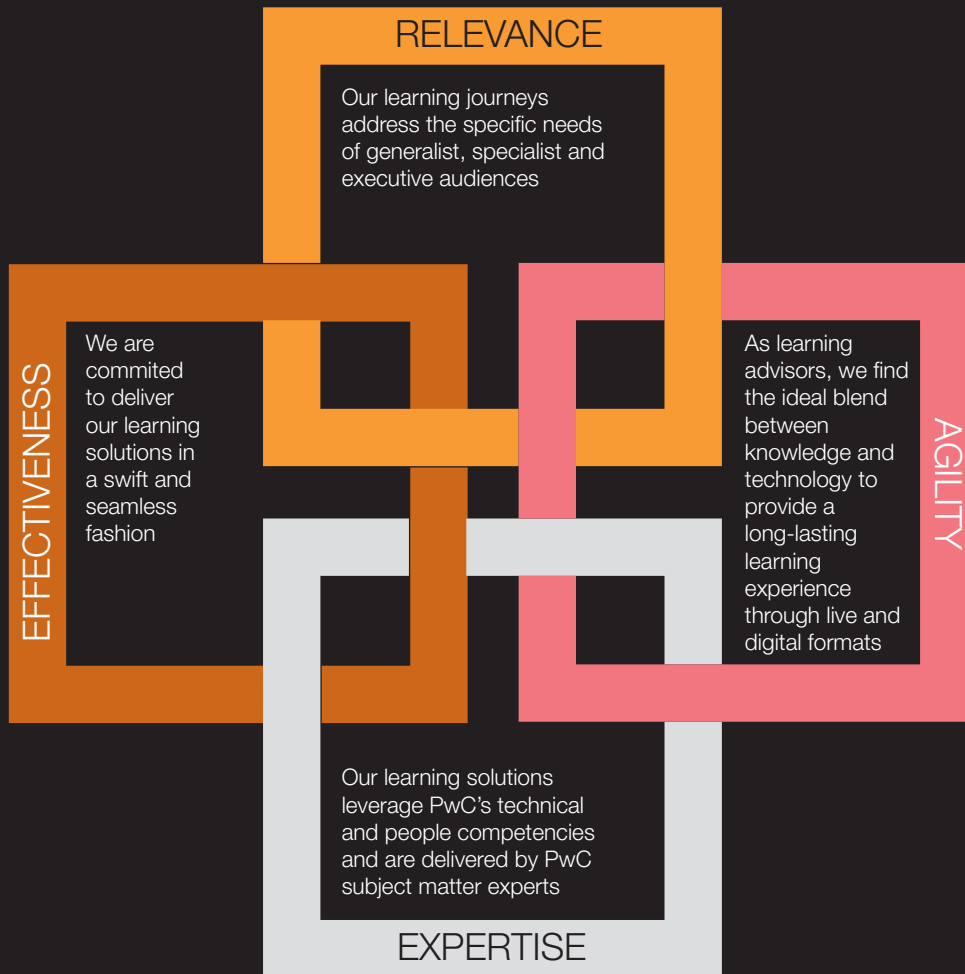 RELEVANCE
Our learning journeys
address the specific needs
of generalist, specialist and
executive audiences
EFFECTIVENESS
We are
commited
to deliver
our learning
solutions in
a swift and
seamless
fashion
As learning
advisors, we find
the ideal blend
between
knowledge and
technology to
provide a
long-lasting
learning
experience
through live and
digital formats
AGILITY
Our learning solutions
leverage PwC’s technical
and people competencies
and are delivered by PwC
subject matter experts
EXPERTISE